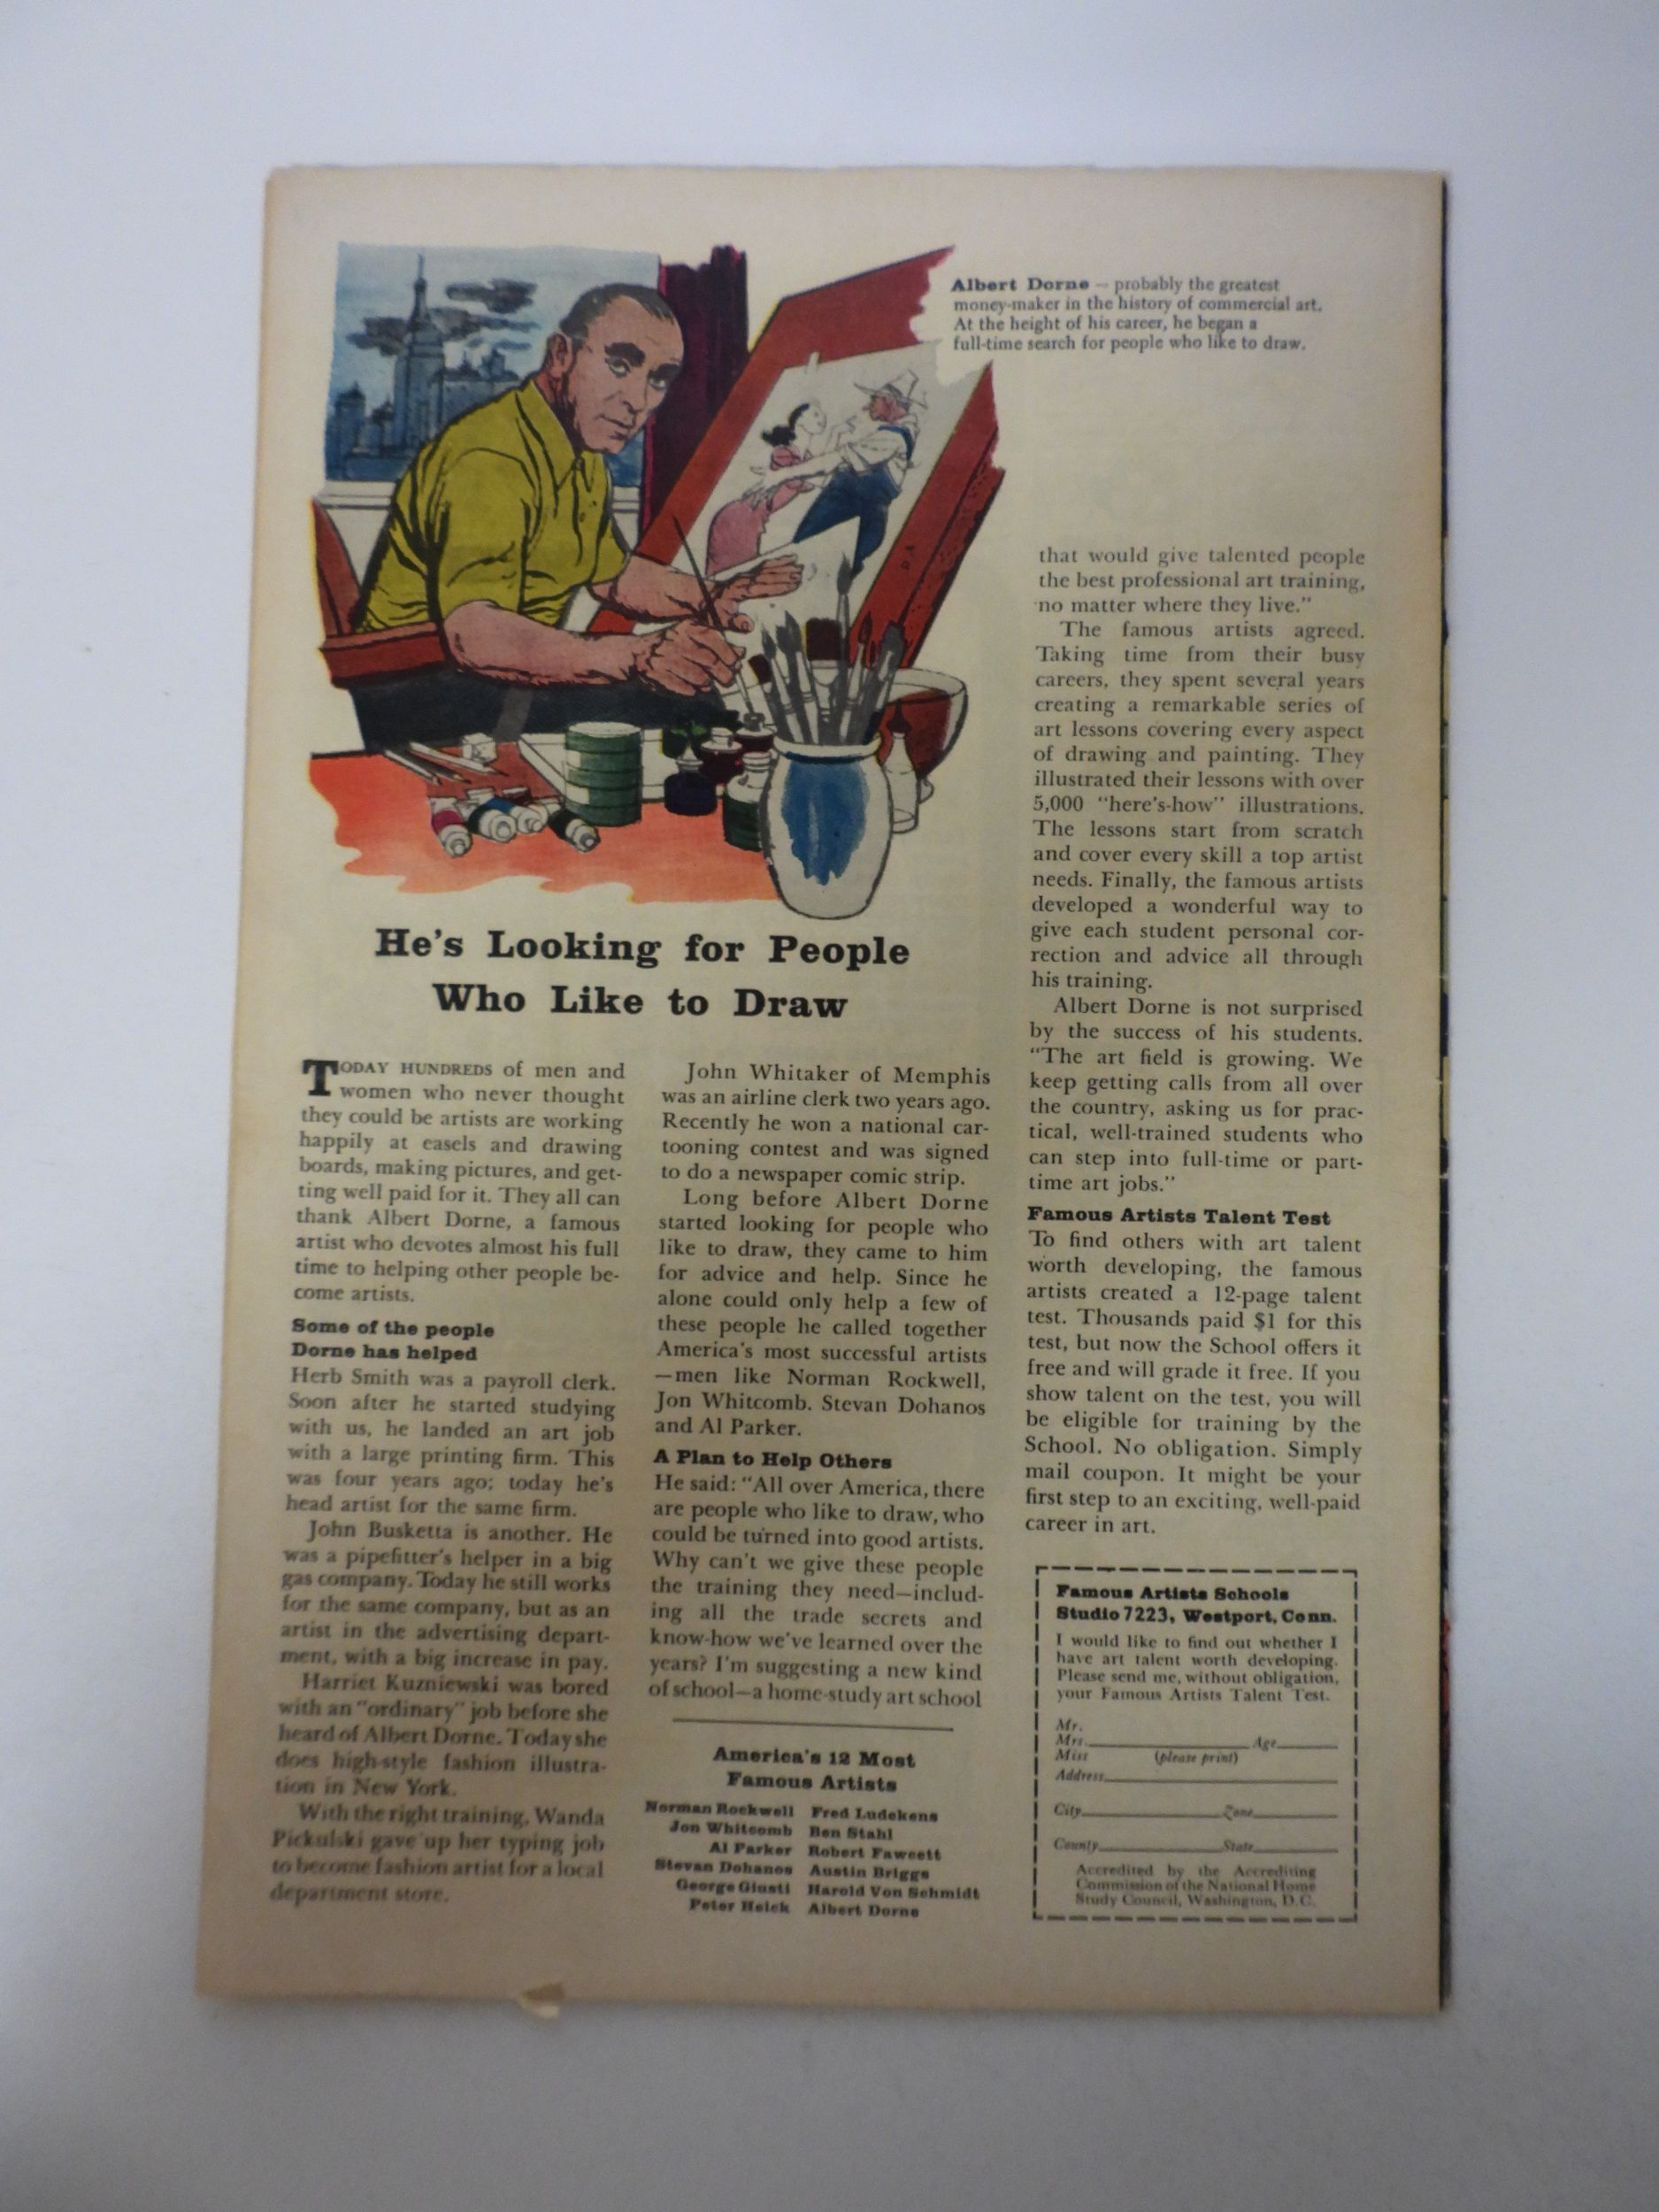 Albert Dorne – probably the greatest
money-maker in the history of commercial art.
At the height of his career, he began a
full-time search for people who like to draw.
He's Looking for People
Who Like to Draw
TODAY HUNDREDS of men and
women who never thought
they could be artists are working
happily at easels and drawing
boards, making pictures, and get-
ting well paid for it. They all can
thank Albert Dorne, a famous
artist who devotes almost his full
time to helping other people be-
come artists.
Some of the people
Dorne has helped
Herb Smith was a payroll clerk.
Soon after he started studying
with us, he landed an art job
with a large printing firm. This
was four years ago; today he's
head artist for the same firm.
John Busketta is another. He
was a pipefitter's helper in a big
gas company. Today he still works
for the same company, but as an
artist in the advertising depart-
ment, with a big increase in pay.
Harriet Kuzniewski was bored
with an "ordinary" job before she
heard of Albert Dorne. Today she
does high-style fashion illustra-
tion in New York.
With the right training, Wanda
Pickulski gave up her typing job
to become fashion artist for a local
department store.
John Whitaker of Memphis
was an airline clerk two years ago.
Recently he won a national car-
tooning contest and was signed
to do a newspaper comic strip.
Long before Albert Dorne
started looking for people who
like to draw, they came to him
for advice and help. Since he
alone could only help a few of
these people he called together
America's most successful artists
—men like Norman Rockwell,
Jon Whitcomb. Stevan Dohanos
and Al Parker.
A Plan to Help Others
He said: "All over America, there
are people who like to draw, who
could be turned into good artists.
Why can't we give these people
the training they need—includ-
ing all the trade secrets and
know-how we've learned over the
years? I'm suggesting a new kind
of school—a home-study art school
America's 12 Most
Famous Artists
Norman Rockwell Fred Ludekens
Jon Whitcomb Ben Stahl
Al Parker Robert Fawcett
Stevan Dohanos Austin Briggs
George Giusti Harold Von Schmidt
Peter Helck Albert Dorne
that would give talented people
the best professional art training,
no matter where they live."
The famous artists agreed.
Taking time from their busy
careers, they spent several years
creating a remarkable series of
art lessons covering every aspect
of drawing and painting. They
illustrated their lessons with over
5,000 "here's-how" illustrations.
The lessons start from scratch
and cover every skill a top artist
needs. Finally, the famous artists
developed a wonderful way to
give each student personal cor-
rection and advice all through
his training.
Albert Dorne is not surprised
by the success of his students.
"The art field is growing. We
keep getting calls from all over
the country, asking us for prac-
tical, well-trained students who
can step into full-time or part-
time art jobs."
Famous Artists Talent Test
To find others with art talent
worth developing, the famous
artists created a 12-page talent
test. Thousands paid $1 for this
test, but now the School offers it
free and will grade it free. If you
show talent on the test, you will
be eligible for training by the
School. No obligation. Simply
mail coupon. It might be your
first step to an exciting, well-paid
career in art.
Famous Artists Schools
Studio 7223, Westport, Conn.
I would like to find out whether I
have art talent worth developing.
Please send me, without obligation,
your Famous Artists Talent Test.
Mr.
Mrs. Age
Miss (please print)
Address
City Zone
County State
Accredited by the Accrediting
Commission of the National Home
Study Council, Washington, D.C.